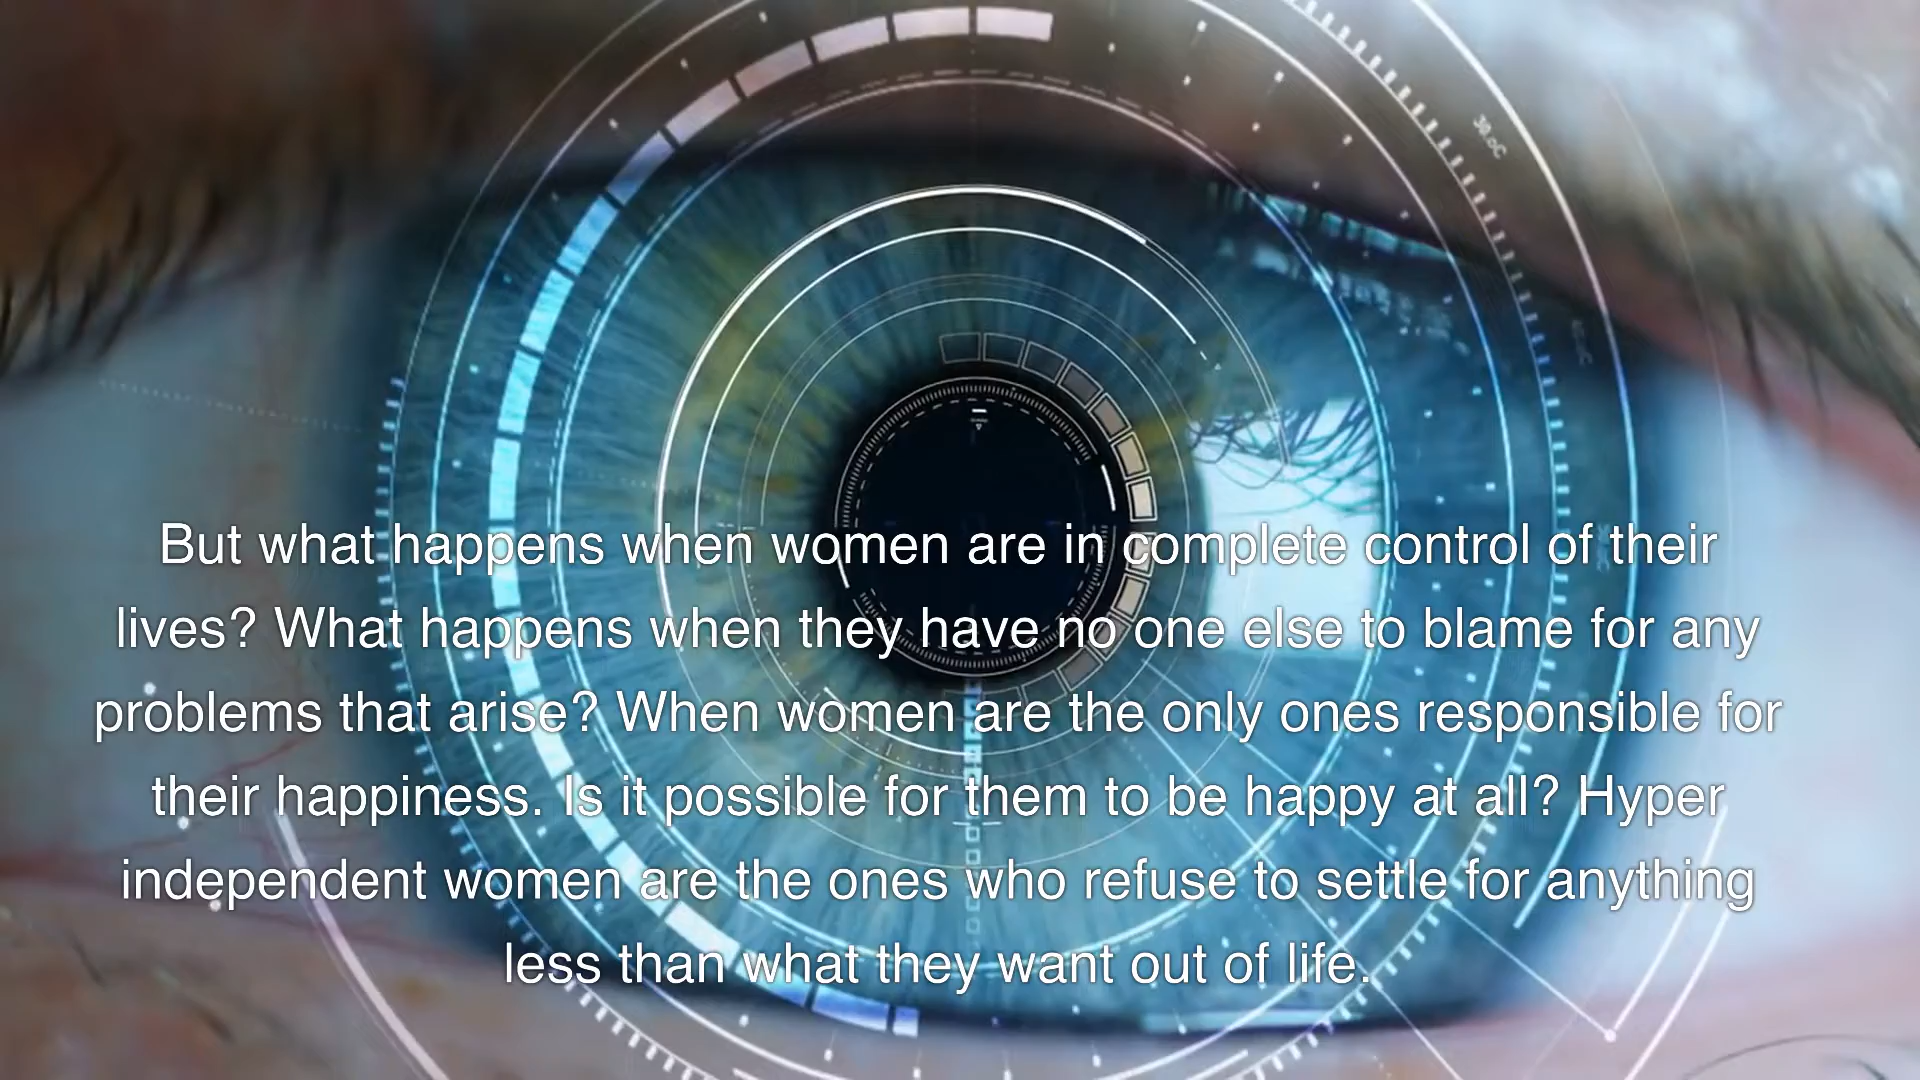 30.0C
But what happens when women are in complete control of their
lives? What happens when they have no one else to blame for any
problems that arise? When women are the only ones responsible for
their happiness. Is it possible for them to be happy at all? Hyper
independent women are the ones who refuse to settle for anything
less than what they want out of life.